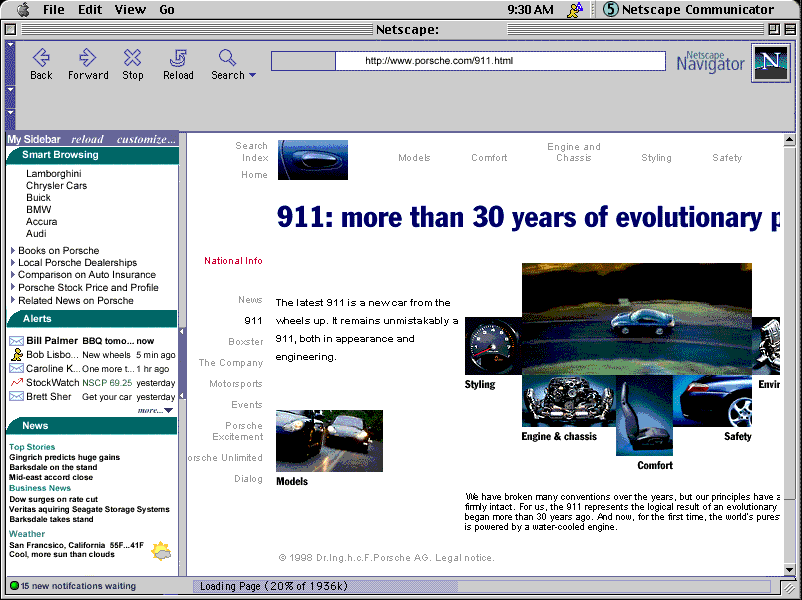 File Edit View Go 9:30 AM 5 Netscape Communicator
Netscape:
Back Forward Stop Reload Search
http://www.porsche.com/911.html
Netscape
Navigator
N
My Sidebar reload customize...
Smart Browsing
Lamborghini
Chrysler Cars
Buick
BMW
Accura
Audi
Books on Porsche
Local Porsche Dealerships
Comparison on Auto Insurance
Porsche Stock Price and Profile
Related News on Porsche
Alerts
Bill Palmer BBQ tomo... now
Bob Lisbo... New wheels 5 min ago
Caroline K... One more t... 1 hr ago
StockWatch NSCP 69.25 yesterday
Brett Sher Get your car yesterday
more...
News
Top Stories
Gingrich predicts huge gains
Barksdale on the stand
Mid-east accord close
Business News
Dow surges on rate cut
Veritas aquiring Seagate Storage Systems
Barksdale takes stand
Weather
San Francsico, California 55F...41F
Cool, more sun than clouds
15 new notifcations waiting
Search
Index
Home
Models
Comfort
Engine and
Chassis
Styling
Safety
911: more than 30 years of evolutionary p
National Info
News
911
Boxster
The Company
Motorsports
Events
Porsche
Excitement
orsche Unlimited
Dialog
The latest 911 is a new car from the
wheels up. It remains unmistakably a
911, both in appearance and
engineering.
Models
Styling
Engine & chassis
Comfort
Safety
Envir
We have broken many conventions over the years, but our principles have a
firmly intact. For us, the 911 represents the logical result of an evolutionary
began more than 30 years ago. And now, for the first time, the world's pures
is powered by a water-cooled engine.
© 1998 Dr.Ing.h.c.F.Porsche AG. Legal notice.
Loading Page (20% of 1936k)